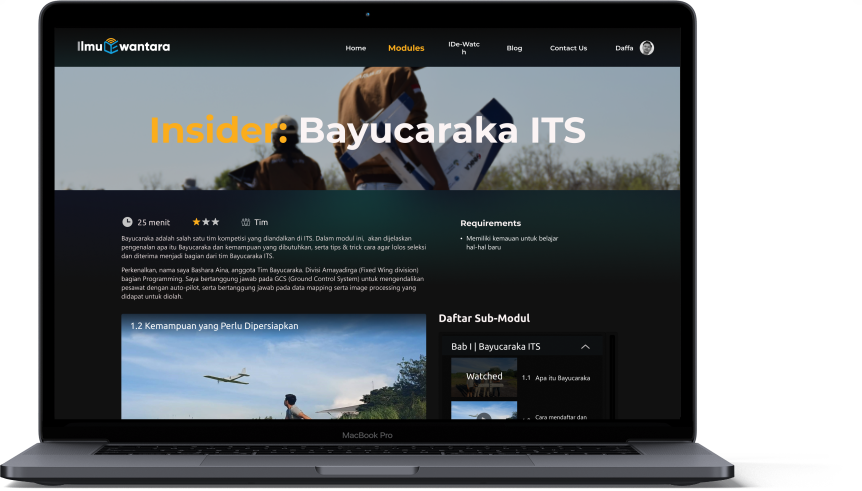 Ilmu wantara
Home
Modules
IDe-Watc
h
Blog
Contact Us
Daffa
Insider: Bayucaraka ITS
25 menit
Tim
Requirements
• Memiliki kemauan untuk belajar
hal-hal baru
Bayucaraka adalah salah satu tim kompetisi yang diandalkan di ITS. Dalam modul ini,  akan dijelaskan
pengenalan apa itu Bayucaraka dan kemampuan yang dibutuhkan, serta tips & trick cara agar lolos seleksi
dan diterima menjadi bagian dari tim Bayucaraka ITS.
Perkenalkan, nama saya Bashara Aina, anggota Tim Bayucaraka. Divisi Amayadirga (Fixed Wing division)
bagian Programming. Saya bertanggung jawab pada GCS (Ground Control System) untuk mengendalikan
pesawat dengan auto-pilot, serta bertanggung jawab pada data mapping serta image processing yang
didapat untuk diolah.
1.2 Kemampuan yang Perlu Dipersiapkan
Daftar Sub-Modul
Bab I | Bayucaraka ITS
Watched
1.1 Apa itu Bayucaraka
Cara mendaftar dan
MacBook Pro